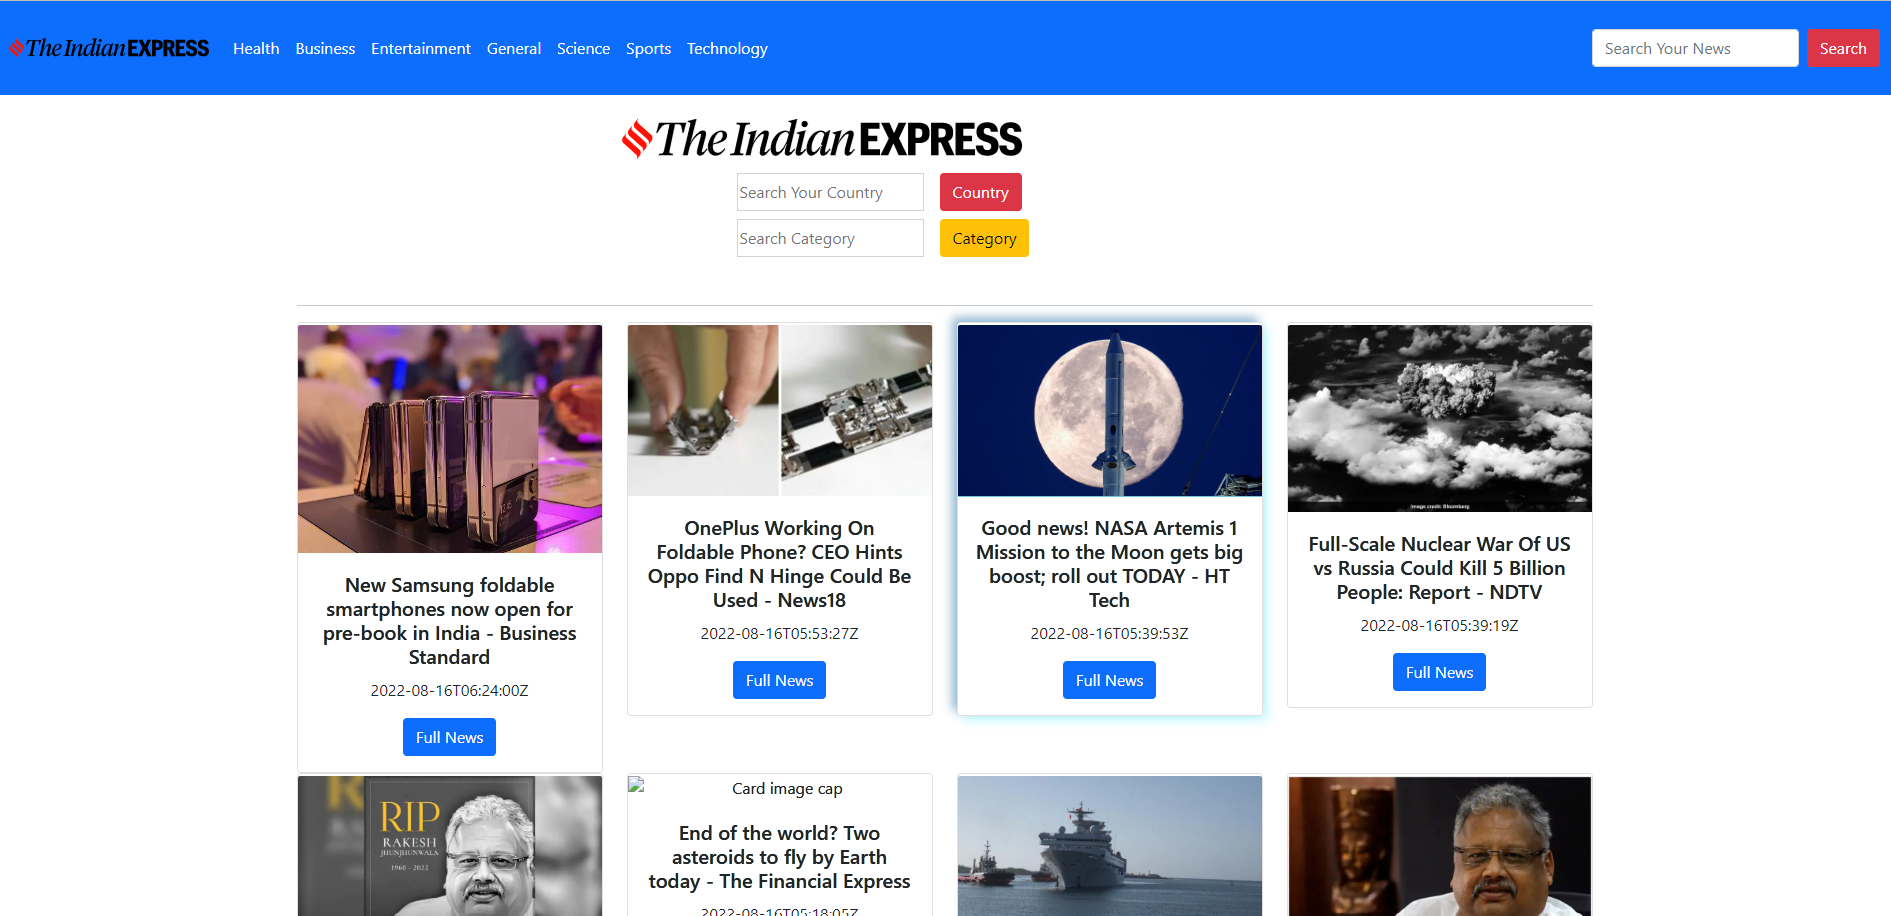 The Indian EXPRESS
Health Business Entertainment General Science Sports Technology
Search Your News Search
The Indian EXPRESS
Search Your Country Country
Search Category Category
New Samsung foldable
smartphones now open for
pre-book in India - Business
Standard
2022-08-16T06:24:00Z
Full News
OnePlus Working On
Foldable Phone? CEO Hints
Oppo Find N Hinge Could Be
Used - News18
2022-08-16T05:53:27Z
Full News
Good news! NASA Artemis 1
Mission to the Moon gets big
boost; roll out TODAY - HT
Tech
2022-08-16T05:39:53Z
Full News
Image credit: Bloomberg
Full-Scale Nuclear War Of US
vs Russia Could Kill 5 Billion
People: Report - NDTV
2022-08-16T05:39:19Z
Full News
RIP
RAKESH
JHUNJHUNWALA
1960 - 2022
Card image cap
End of the world? Two
asteroids to fly by Earth
today - The Financial Express
2022-08-16T05:18:05Z